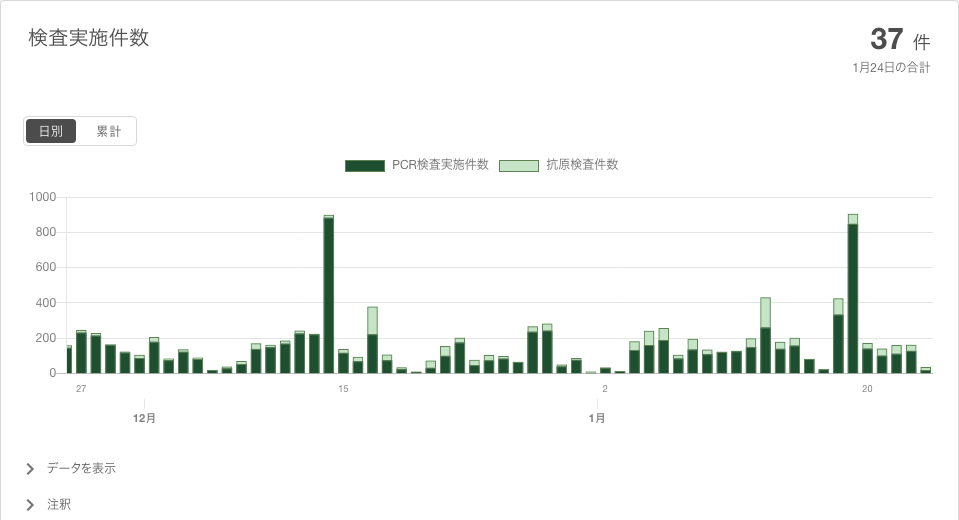 検査実施件数
37 件
1月24日の合計
日別 累計
PCR検査実施件数 抗原検査件数
1000
800
600
400
200
0
27 15 2 20
12月 1月
データを表示
注釈